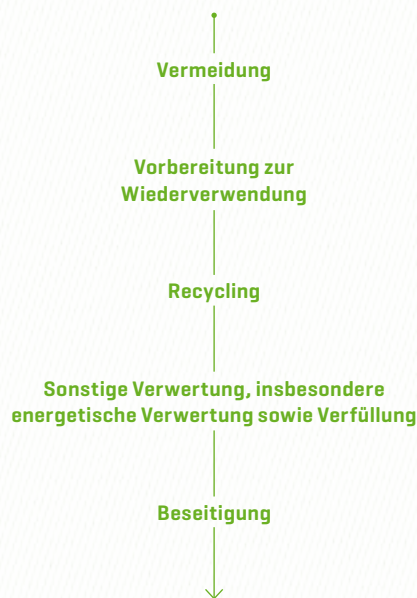 Vermeidung
Vorbereitung zur
Wiederverwendung
Recycling
Sonstige Verwertung, insbesondere
energetische Verwertung sowie Verfüllung
Beseitigung